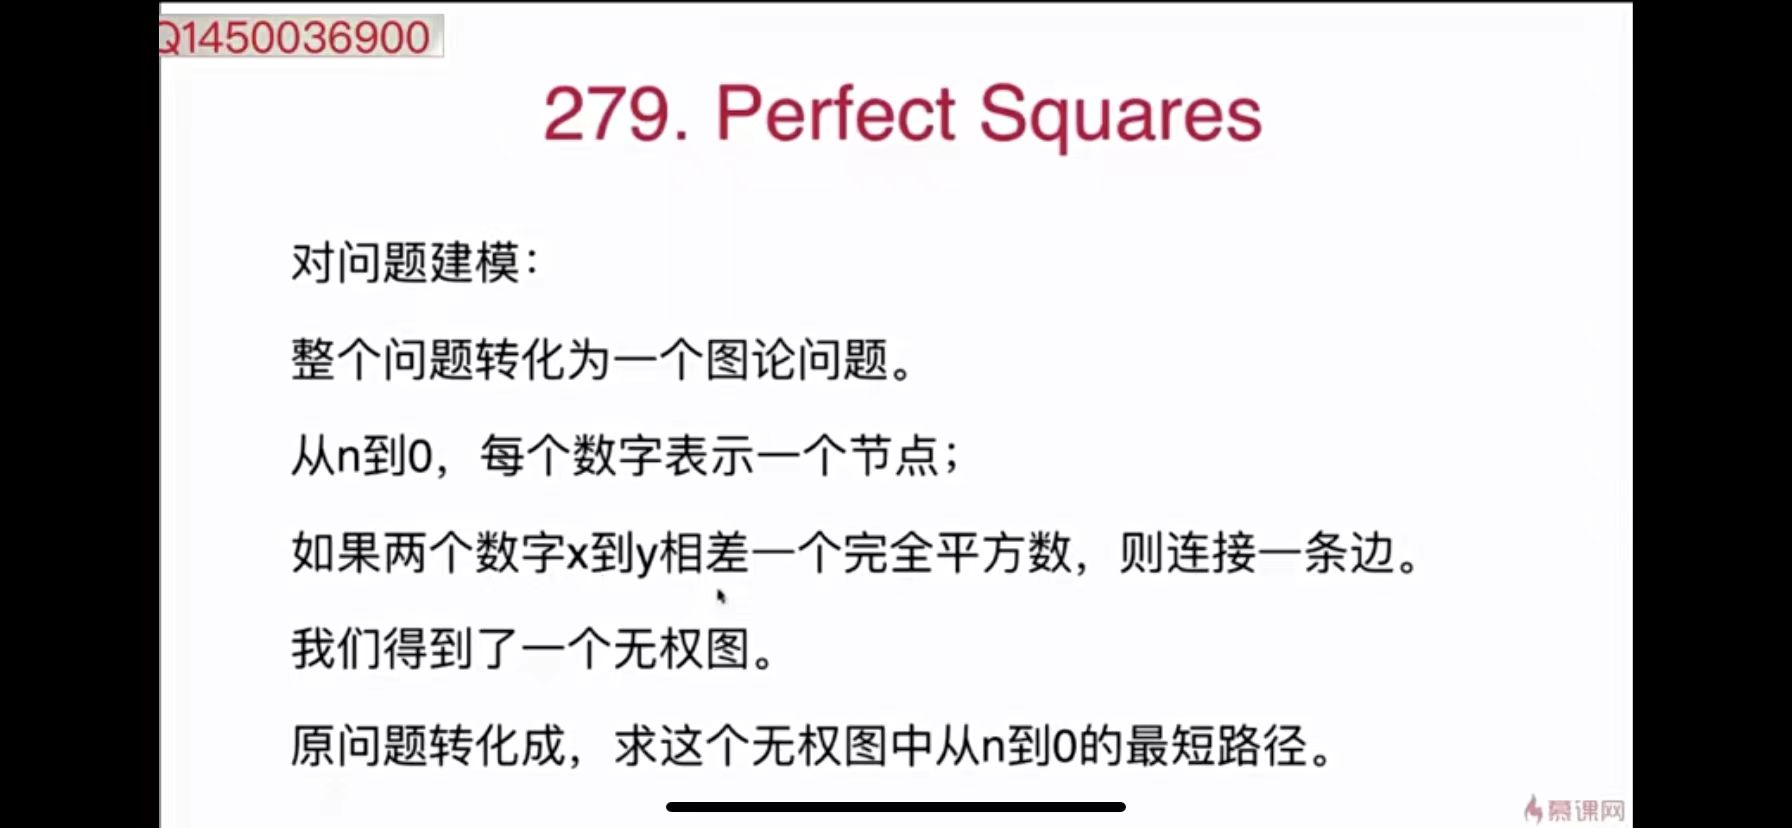 Q1450036900
279. Perfect Squares
对问题建模：
整个问题转化为一个图论问题。
从n到0，每个数字表示一个节点；
如果两个数字x到y相差一个完全平方数，则连接一条边。
我们得到了一个无权图。
原问题转化成，求这个无权图中从n到0的最短路径。
慕课网